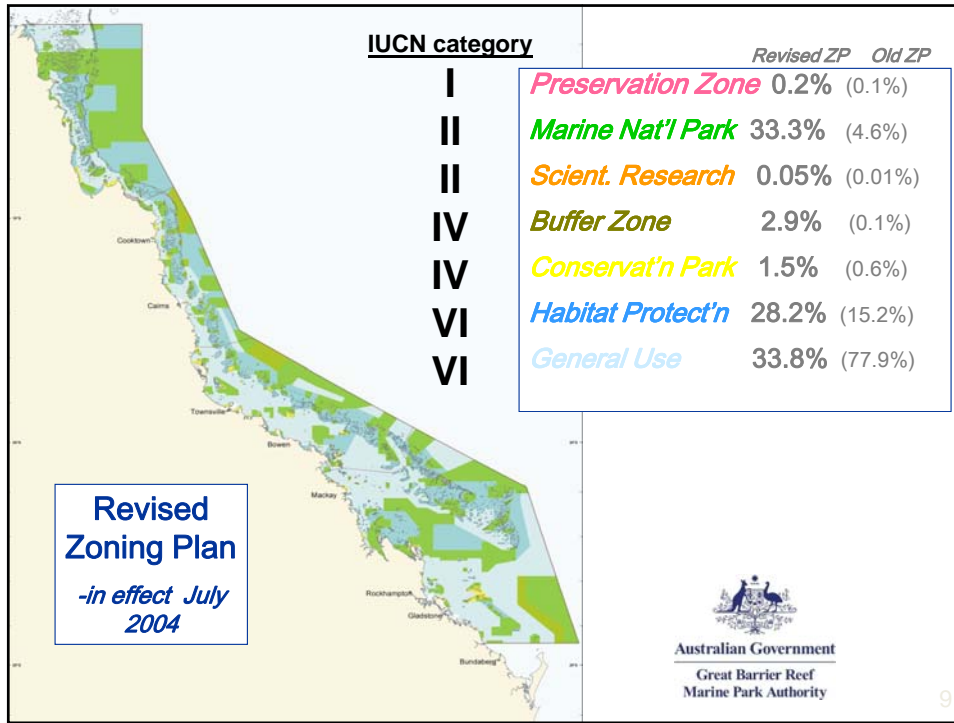 IUCN category
Revised ZP Old ZP
I Preservation Zone 0.2% (0.1%)
II Marine Nat'l Park 33.3% (4.6%)
II Scient. Research 0.05% (0.01%)
IV Buffer Zone 2.9% (0.1%)
IV Conservat'n Park 1.5% (0.6%)
VI Habitat Protect'n 28.2% (15.2%)
VI General Use 33.8% (77.9%)
Cooktown
Cairns
Townsville
Bowen
Mackay
Rockhampton
Gladstone
Bundaberg
Revised
Zoning Plan
-in effect July
2004
Australian Government
Great Barrier Reef
Marine Park Authority
9